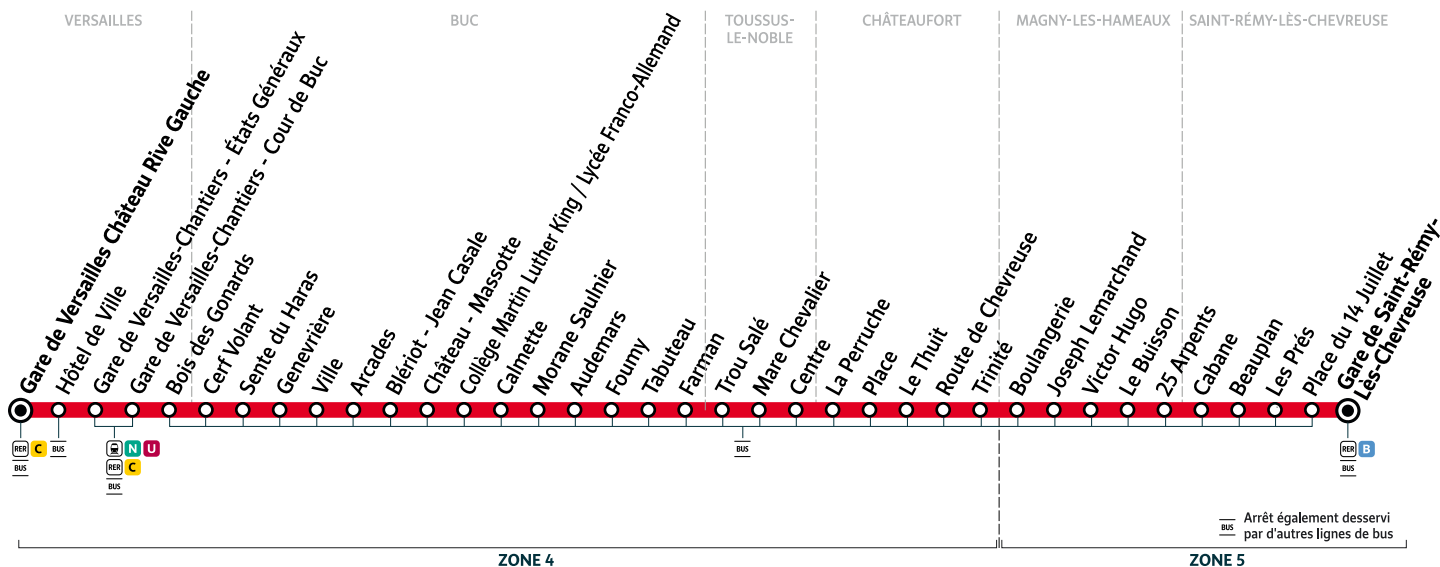 VERSAILLES
BUC
TOUSSUS-
LE-NOBLE
CHÂTEAUFORT
MAGNY-LES-HAMEAUX
SAINT-RÉMY-LÈS-CHEVREUSE
Gare de Versailles Château Rive Gauche
Hôtel de Ville
Gare de Versailles-Chantiers - États Généraux
Gare de Versailles-Chantiers - Cour de Buc
Bois des Gonards
Cerf Volant
Sente du Haras
Genevrière
Ville
Arcades
Blériot - Jean Casale
Château - Massotte
Collège Martin Luther King / Lycée Franco-Allemand
Calmette
Morane Saulnier
Audemars
Fourny
Tabuteau
Farman
Trou Salé
Mare Chevalier
Centre
La Perruche
Place
Le Thuit
Route de Chevreuse
Trinité
Boulangerie
Joseph Lemarchand
Victor Hugo
Le Buisson
25 Arpents
Cabane
Beauplan
Les Prés
Place du 14 Juillet
Gare de Saint-Rémy-
Lès-Chevreuse
RER C
BUS
BUS
N U
RER C
BUS
BUS
RER B
BUS
BUS Arrêt également desservi
par d'autres lignes de bus
ZONE 4
ZONE 5